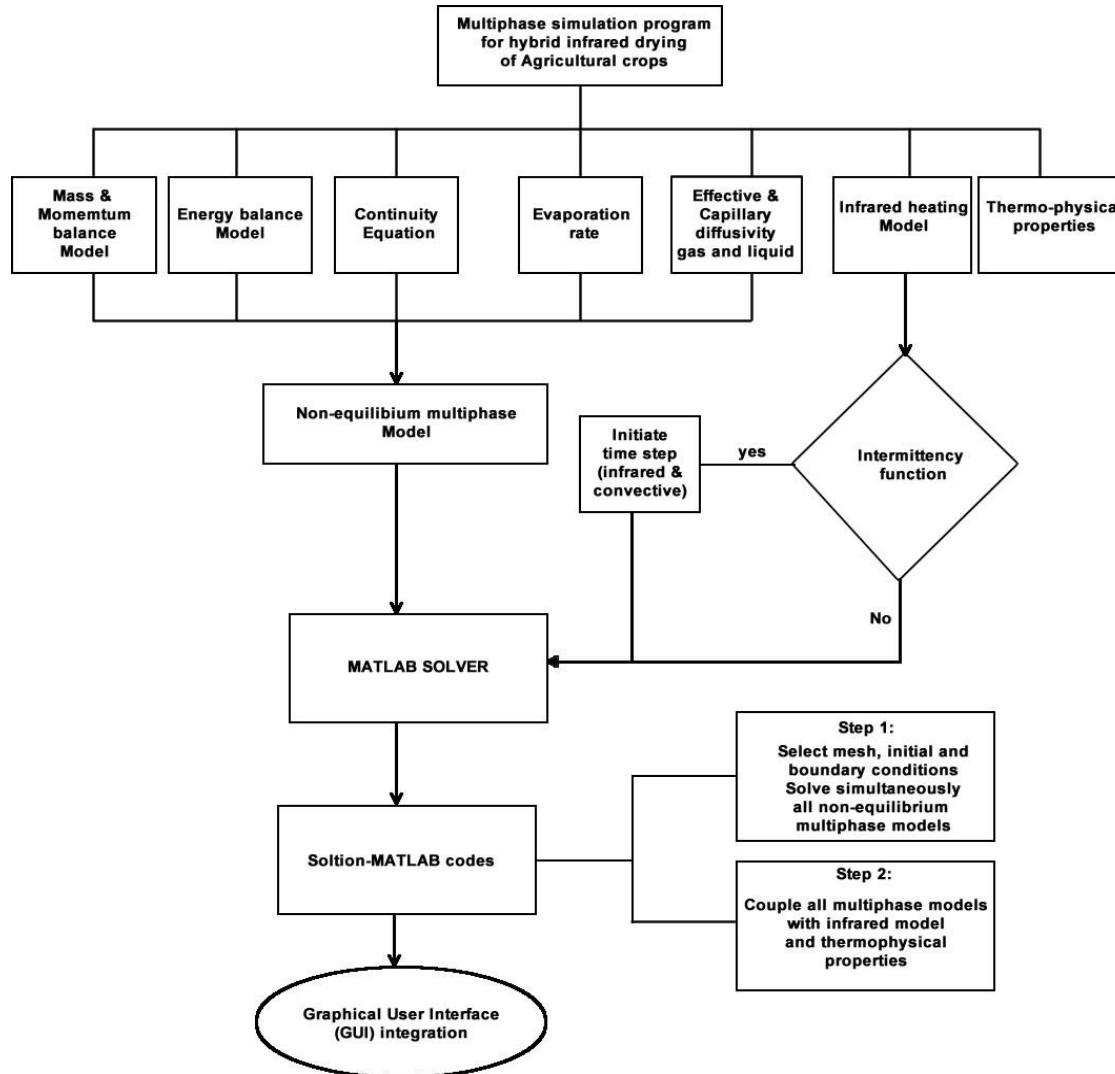 Multiphase simulation program
for hybrid infrared drying
of Agricultural crops
Mass &
Momemtum
balance
Model
Energy balance
Model
Continuity
Equation
Evaporation
rate
Effective &
Capillary
diffusivity
gas and liquid
Infrared heating
Model
Thermo-physical
properties
Non-equilibium multiphase
Model
Initiate
time step
(infrared &
convective)
yes
Intermittency
function
No
MATLAB SOLVER
Step 1:
Select mesh, initial and
boundary conditions
Solve simultaneously
all non-equilibrium
multiphase models
Soltion-MATLAB codes
Step 2:
Couple all multiphase models
with infrared model
and thermophysical
properties
Graphical User Interface
(GUI) integration